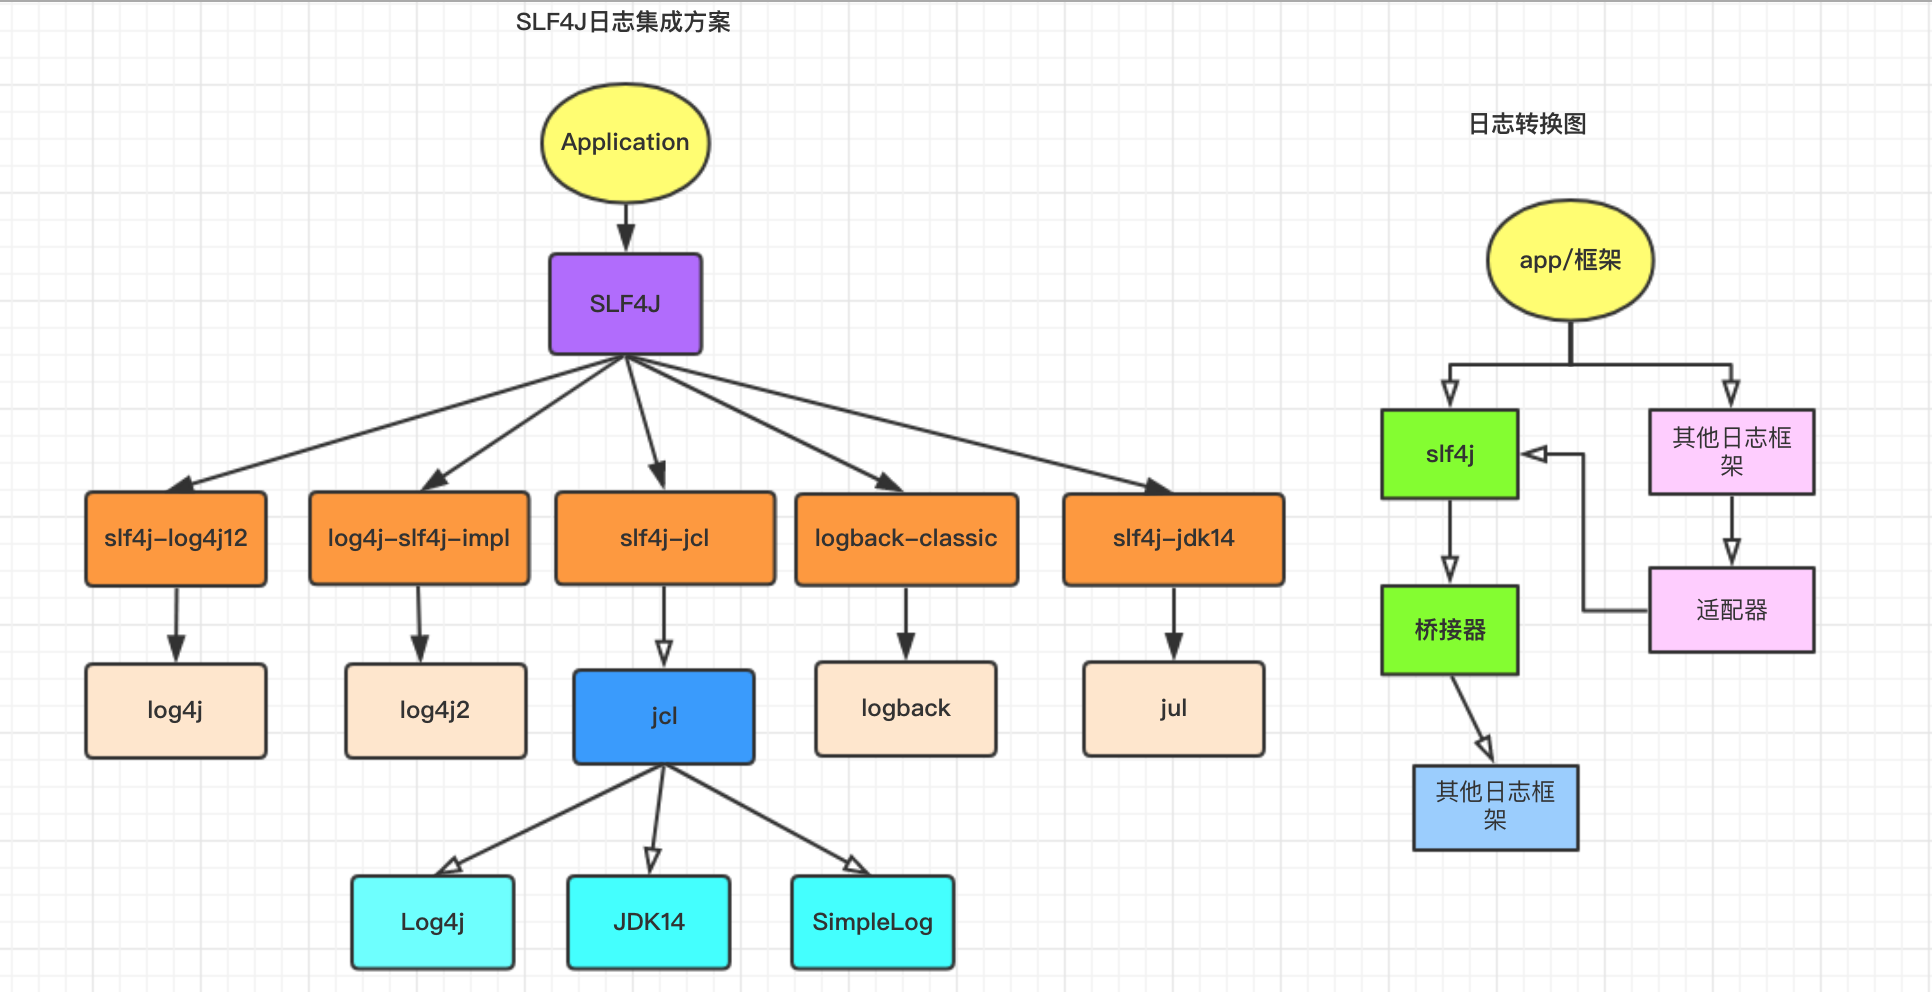 SLF4J日志集成方案
Application
SLF4J
slf4j-log4j12
log4j-slf4j-impl
slf4j-jcl
logback-classic
slf4j-jdk14
log4j
log4j2
jcl
logback
jul
Log4j
JDK14
SimpleLog
日志转换图
app/框架
slf4j
其他日志框
架
桥接器
适配器
其他日志框
架